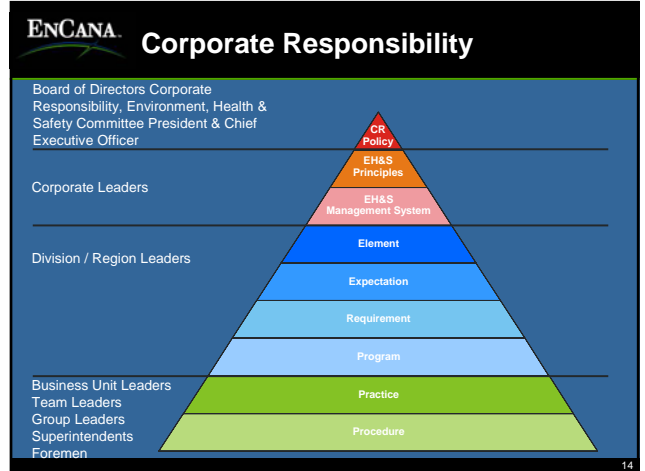 ENCANA™
Corporate Responsibility
Board of Directors Corporate
Responsibility, Environment, Health &
Safety Committee President & Chief
Executive Officer
CR
Policy
EH&S
Principles
Corporate Leaders
EH&S
Management System
Element
Division / Region Leaders
Expectation
Requirement
Program
Business Unit Leaders
Team Leaders
Group Leaders
Superintendents
Foremen
Practice
Procedure
14